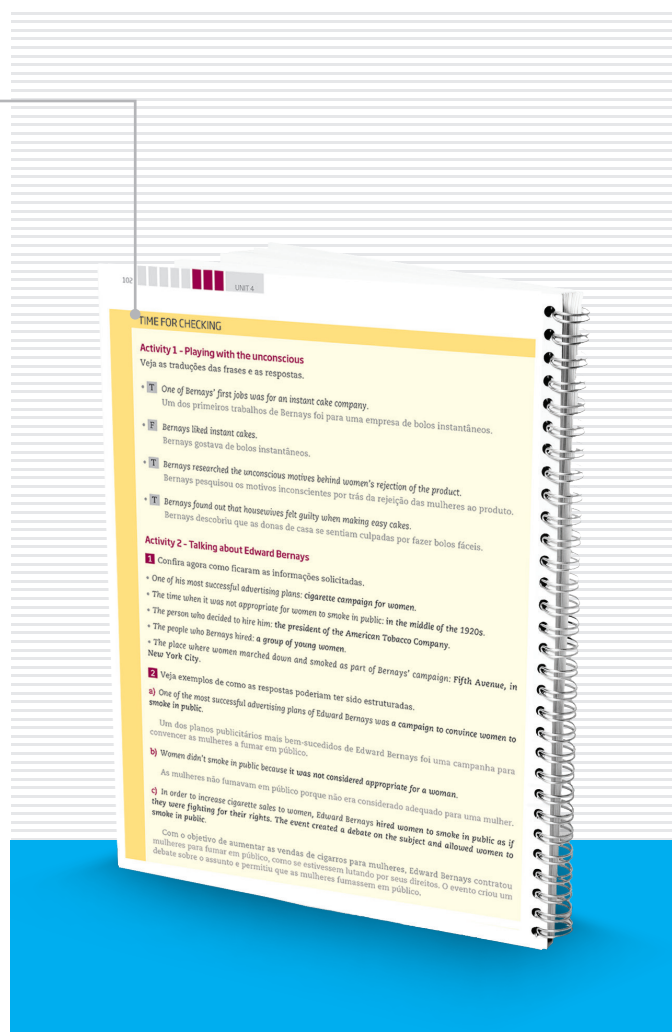 102
UNIT 4
TIME FOR CHECKING
Activity 1 - Playing with the unconscious
Veja as traduções das frases e as respostas.
• T One of Bernays' first jobs was for an instant cake company.
Um dos primeiros trabalhos de Bernays foi para uma empresa de bolos instantâneos.
• F Bernays liked instant cakes.
Bernays gostava de bolos instantâneos.
• T Bernays researched the unconscious motives behind women's rejection of the product.
Bernays pesquisou os motivos inconscientes por trás da rejeição das mulheres ao produto.
• T Bernays found out that housewives felt guilty when making easy cakes.
Bernays descobriu que as donas de casa se sentiam culpadas por fazer bolos fáceis.
Activity 2 - Talking about Edward Bernays
1 Confira agora como ficaram as informações solicitadas.
• One of his most successful advertising plans: cigarette campaign for women.
• The time when it was not appropriate for women to smoke in public: in the middle of the 1920s.
• The person who decided to hire him: the president of the American Tobacco Company.
• The people who Bernays hired: a group of young women.
• The place where women marched down and smoked as part of Bernays' campaign: Fifth Avenue, in
New York City.
2 Veja exemplos de como as respostas poderiam ter sido estruturadas.
a) One of the most successful advertising plans of Edward Bernays was a campaign to convince women to
smoke in public.
Um dos planos publicitários mais bem-sucedidos de Edward Bernays foi uma campanha para
convencer as mulheres a fumar em público.
b) Women didn't smoke in public because it was not considered appropriate for a woman.
As mulheres não fumavam em público porque não era considerado adequado para uma mulher.
c) In order to increase cigarette sales to women, Edward Bernays hired women to smoke in public as if
they were fighting for their rights. The event created a debate on the subject and allowed women to
smoke in public.
Com o objetivo de aumentar as vendas de cigarros para mulheres, Edward Bernays contratou
mulheres para fumar em público, como se estivessem lutando por seus direitos. O evento criou um
debate sobre o assunto e permitiu que as mulheres fumassem em público.